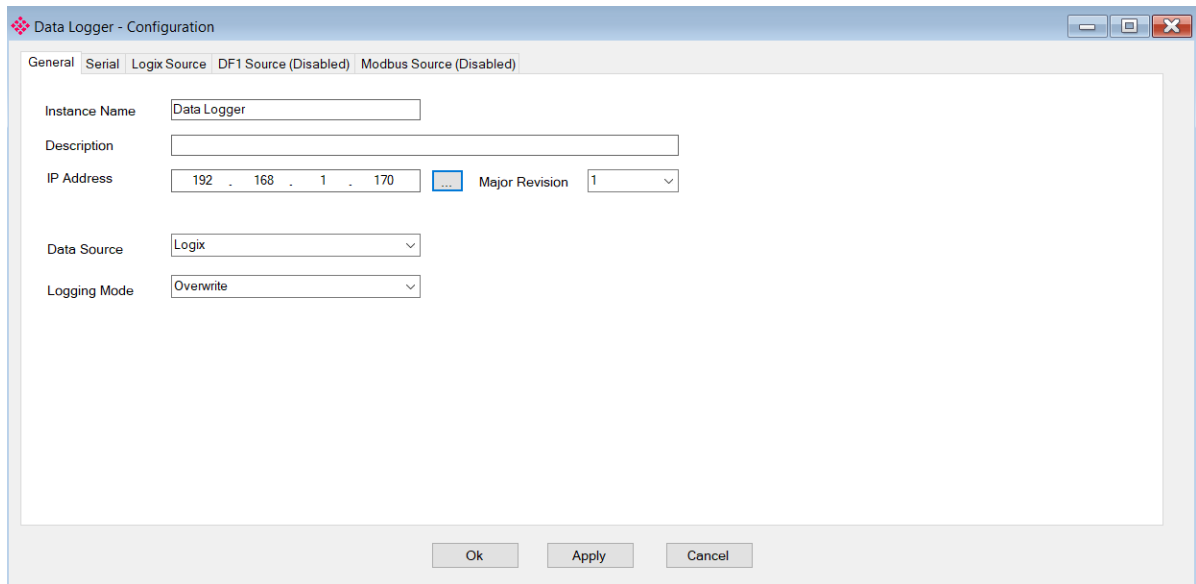 Data Logger - Configuration
General Serial Logix Source DF1 Source (Disabled) Modbus Source (Disabled)
Instance Name Data Logger
Description
IP Address 192 . 168 . 1 . 170 ... Major Revision 1
Data Source Logix
Logging Mode Overwrite
Ok Apply Cancel